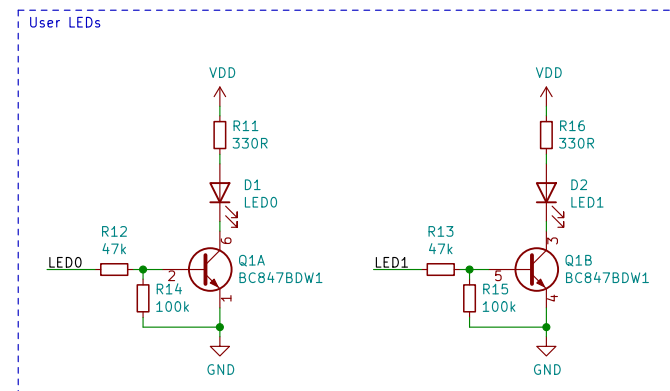 User LEDs
VDD
R11
330R
D1
LED0
6
R12
47k
LED0
2
Q1A
BC847BDW1
R14
100k
1
GND
VDD
R16
330R
D2
LED1
3
R13
47k
LED1
5
Q1B
BC847BDW1
R15
100k
4
GND